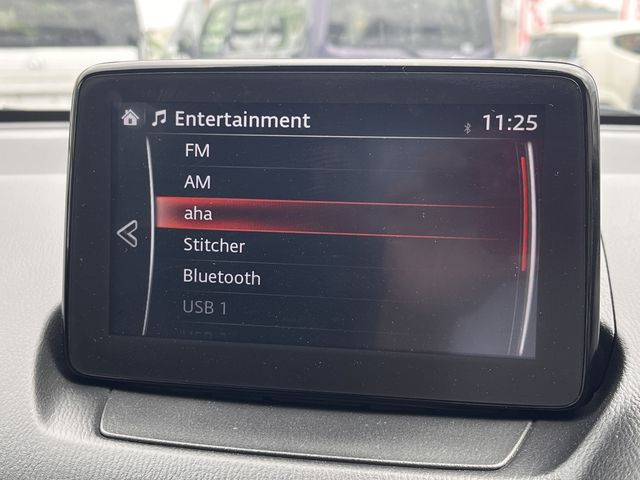 Entertainment 11:25
FM
AM
aha
Stitcher
Bluetooth
USB 1